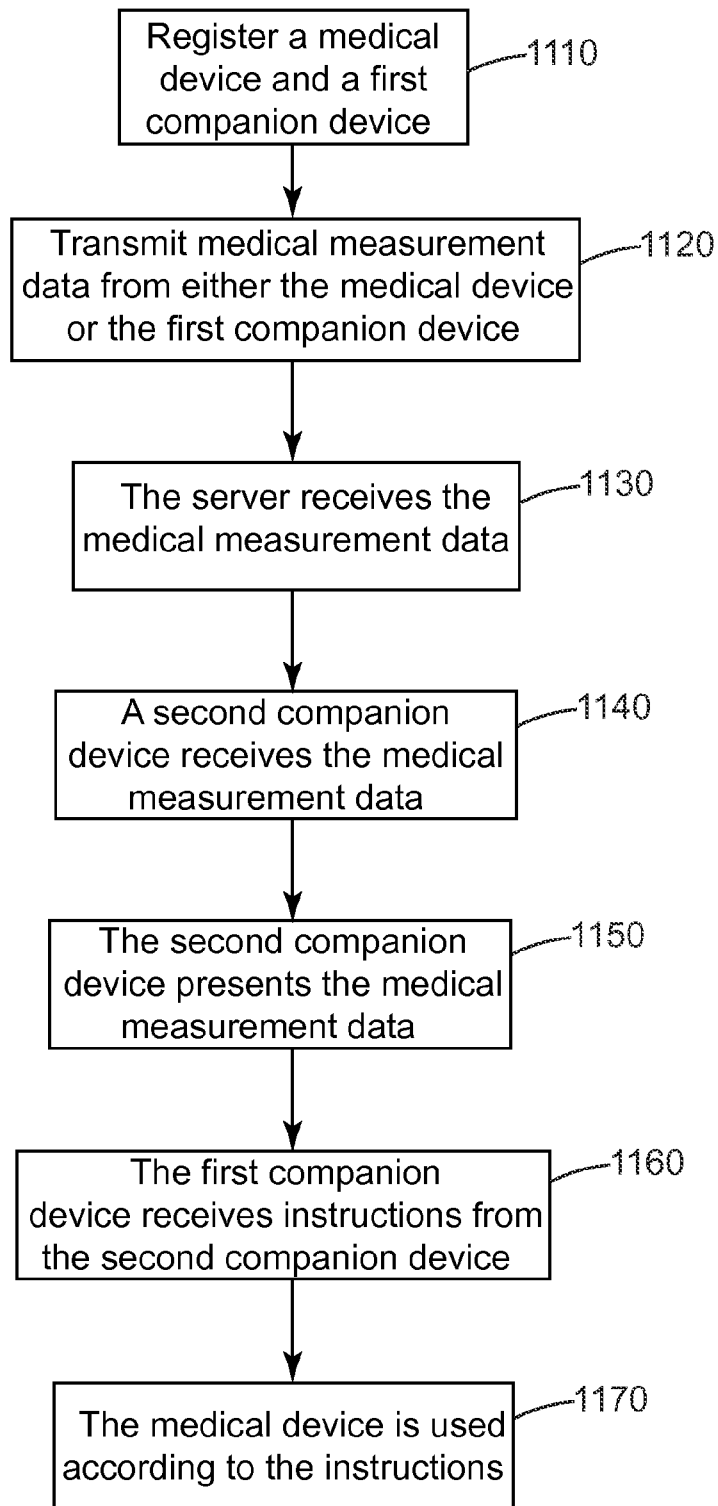 Register a medical
device and a first
companion device
1110
Transmit medical measurement
data from either the medical device
or the first companion device
1120
The server receives the
medical measurement data
1130
A second companion
device receives the medical
measurement data
1140
The second companion
device presents the medical
measurement data
1150
The first companion
device receives instructions from
the second companion device
1160
The medical device is used
according to the instructions
1170